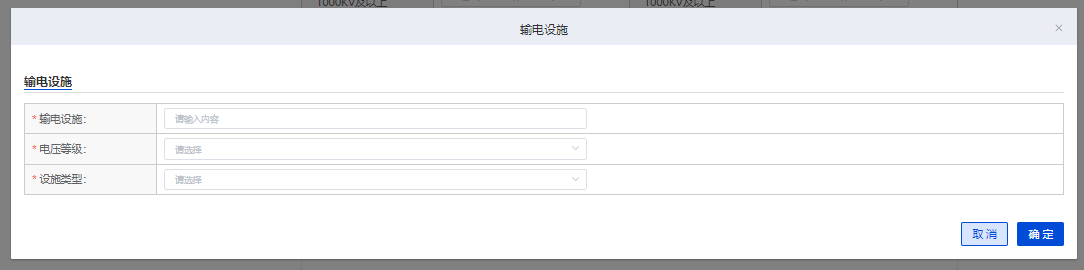 1000KV及以上 1000KV及以上
输电设施 ×
输电设施
* 输电设施： 请输入内容
* 电压等级： 请选择
* 设施类型： 请选择
取 消 确 定